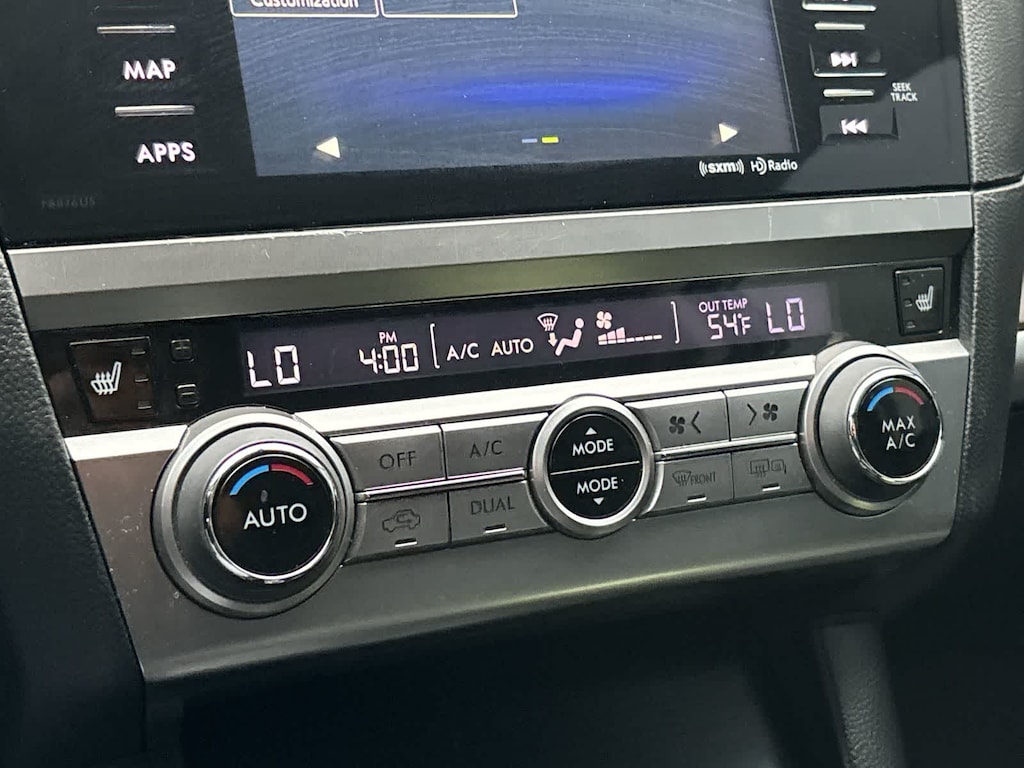 Customization
MAP
APPS
SEEK
TRACK
((sxm)) HD Radio
LO
PM
4:00
A/C AUTO
OUT TEMP
54°F
LO
AUTO
OFF
A/C
DUAL
MODE
MODE
FRONT
MAX
A/C